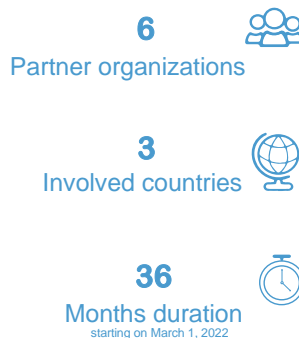 6
Partner organizations
3
Involved countries
36
Months duration
starting on March 1, 2022